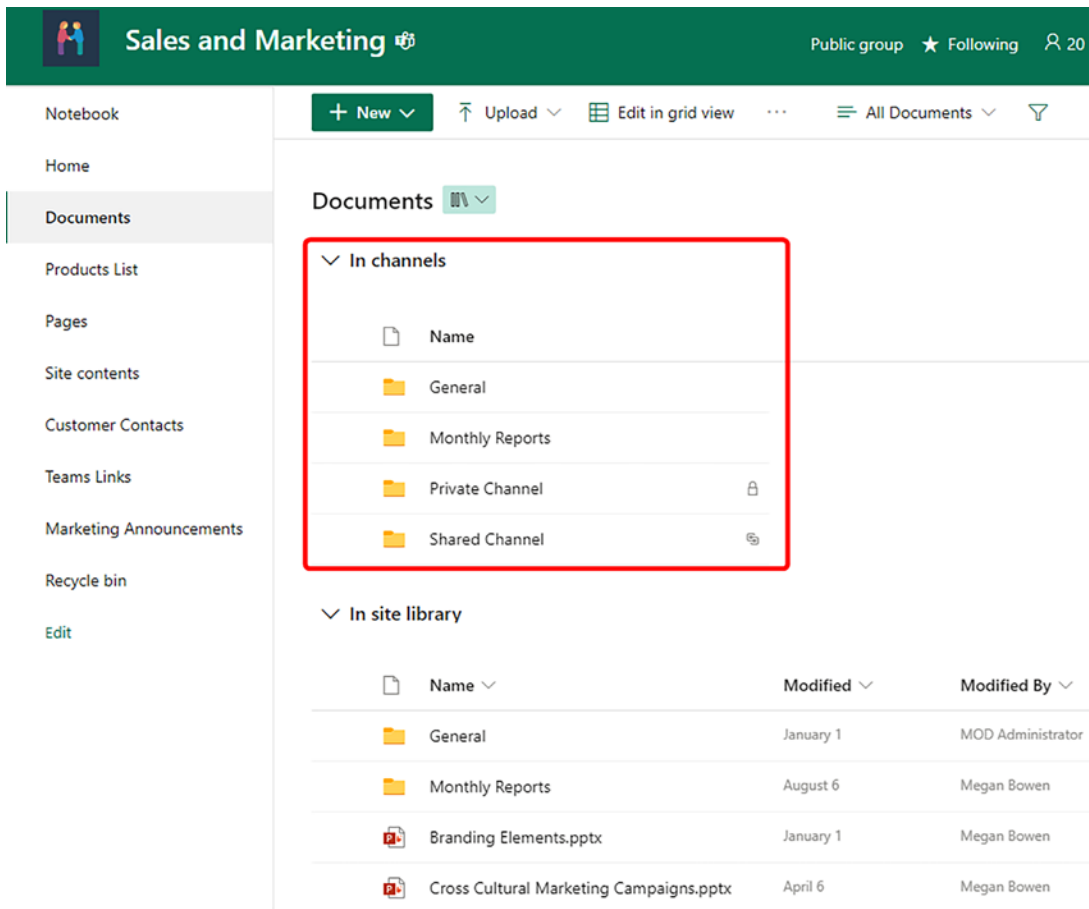 Sales and Marketing
Public group Following 20
Notebook
Home
Documents
Products List
Pages
Site contents
Customer Contacts
Teams Links
Marketing Announcements
Recycle bin
Edit
New Upload Edit in grid view ... All Documents
Documents
In channels
Name
General
Monthly Reports
Private Channel
Shared Channel
In site library
Name Modified Modified By
General January 1 MOD Administrator
Monthly Reports August 6 Megan Bowen
Branding Elements.pptx January 1 Megan Bowen
Cross Cultural Marketing Campaigns.pptx April 6 Megan Bowen